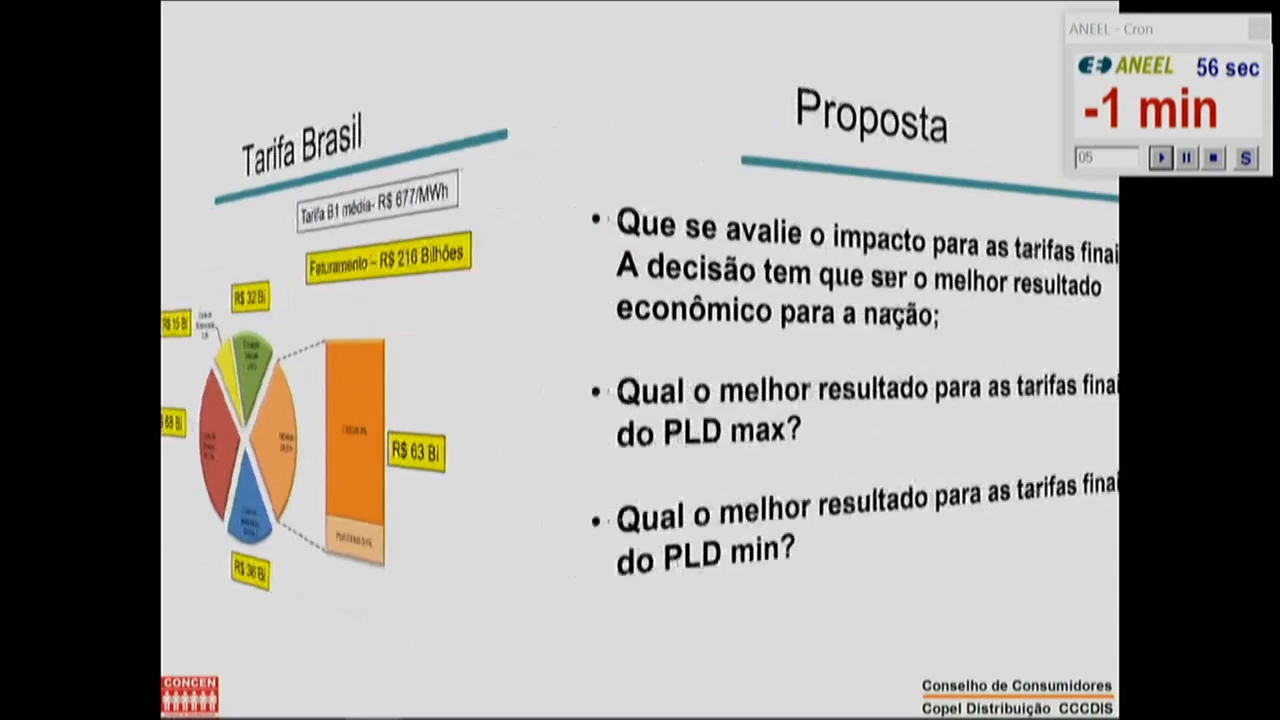 ANEEL - Cron
ANEEL
56 sec
-1 min
05
S
Tarifa Brasil
Tarifa B1 média- R$ 677/MWh
Faturamento – R$ 216 Bilhões
R$ 32 Bi
R$ 15 Bi
68 Bi
R$ 63 Bi
R$ 36 Bi
Proposta
• Que se avalie o impacto para as tarifas finai
A decisão tem que ser o melhor resultado
econômico para a nação;
• Qual o melhor resultado para as tarifas finai
do PLD max?
• Qual o melhor resultado para as tarifas finai
do PLD min?
CONCEN
Conselho de Consumidores
Copel Distribuição CCCDIS